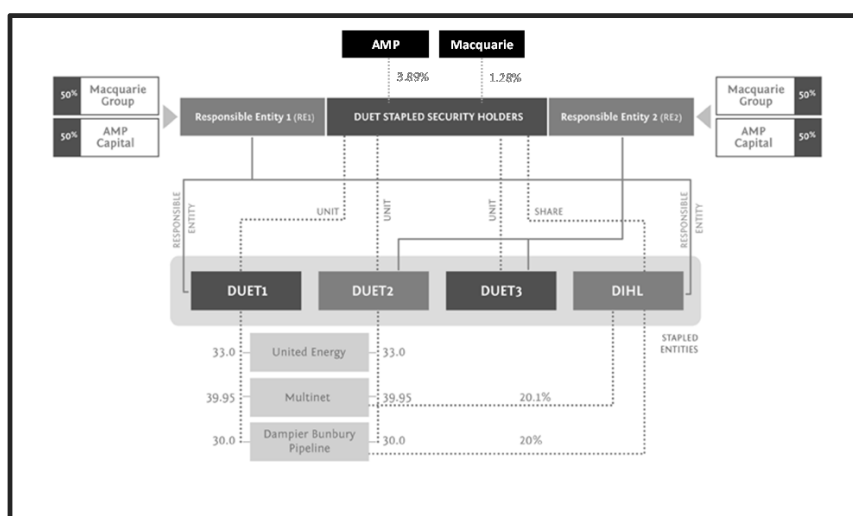 AMP
Macquarie
3.89%
1.28%
50%
Macquarie
Group
50%
AMP
Capital
Responsible Entity 1 (RE1)
DUET STAPLED SECURITY HOLDERS
Responsible Entity 2 (RE2)
Macquarie
Group
50%
AMP
Capital
50%
RESPONSIBLE
ENTITY
UNIT
UNIT
UNIT
SHARE
RESPONSIBLE
ENTITY
DUET1
DUET2
DUET3
DIHL
STAPLED
ENTITIES
33.0
United Energy
33.0
39.95
Multinet
39.95
20.1%
30.0
Dampier Bunbury
Pipeline
30.0
20%